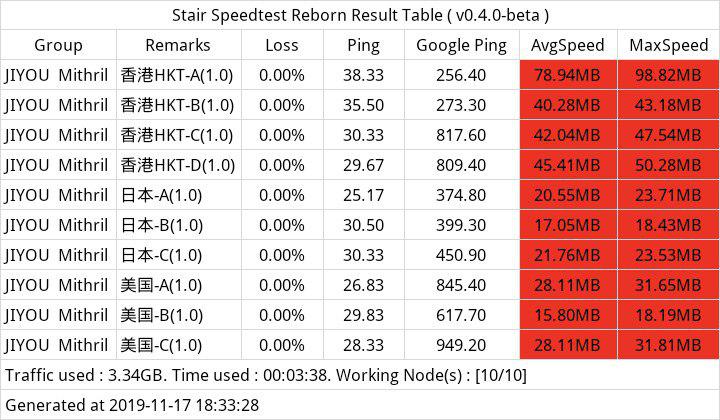 Stair Speedtest Reborn Result Table ( v0.4.0-beta )
Group Remarks Loss Ping Google Ping AvgSpeed MaxSpeed
JIYOU Mithril 香港HKT-A(1.0) 0.00% 38.33 256.40 78.94MB 98.82MB
JIYOU Mithril 香港HKT-B(1.0) 0.00% 35.50 273.30 40.28MB 43.18MB
JIYOU Mithril 香港HKT-C(1.0) 0.00% 30.33 817.60 42.04MB 47.54MB
JIYOU Mithril 香港HKT-D(1.0) 0.00% 29.67 809.40 45.41MB 50.28MB
JIYOU Mithril 日本-A(1.0) 0.00% 25.17 374.80 20.55MB 23.71MB
JIYOU Mithril 日本-B(1.0) 0.00% 30.50 399.30 17.05MB 18.43MB
JIYOU Mithril 日本-C(1.0) 0.00% 30.33 450.90 21.76MB 23.53MB
JIYOU Mithril 美国-A(1.0) 0.00% 26.83 845.40 28.11MB 31.65MB
JIYOU Mithril 美国-B(1.0) 0.00% 29.83 617.70 15.80MB 18.19MB
JIYOU Mithril 美国-C(1.0) 0.00% 28.33 949.20 28.11MB 31.81MB
Traffic used : 3.34GB. Time used : 00:03:38. Working Node(s) : [10/10]
Generated at 2019-11-17 18:33:28